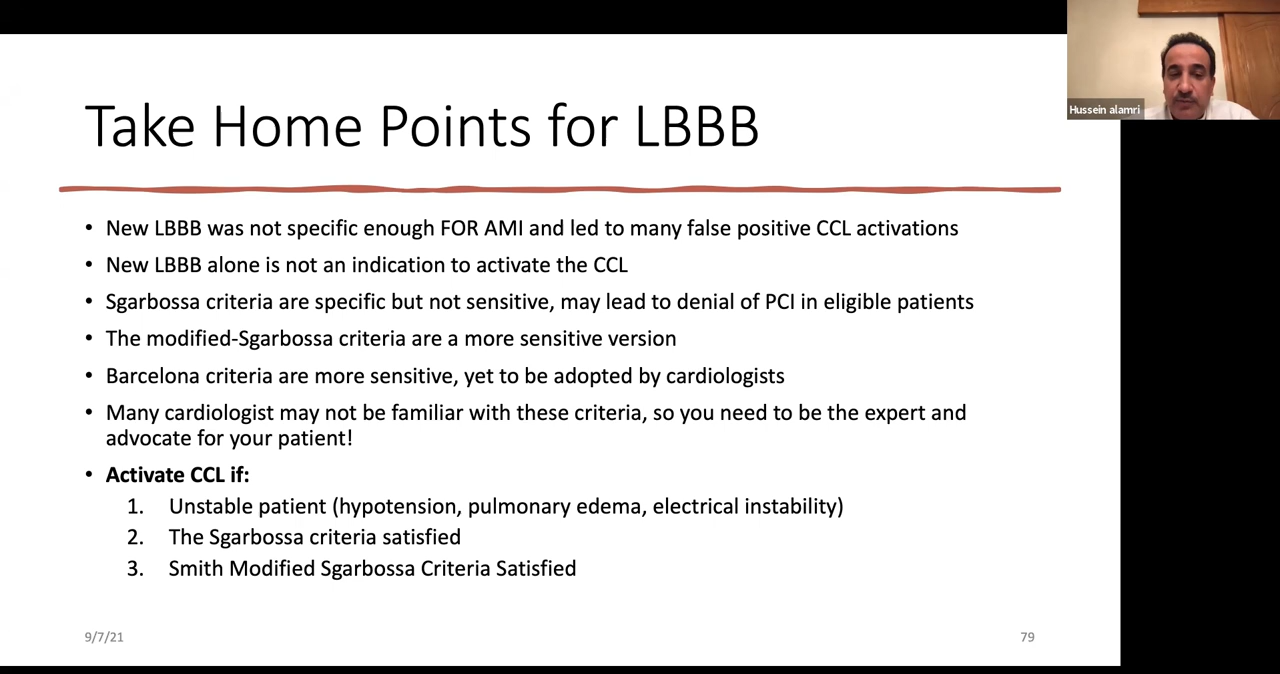 Hussein alamri
Take Home Points for LBBB
• New LBBB was not specific enough FOR AMI and led to many false positive CCL activations
• New LBBB alone is not an indication to activate the CCL
• Sgarbossa criteria are specific but not sensitive, may lead to denial of PCI in eligible patients
• The modified-Sgarbossa criteria are a more sensitive version
• Barcelona criteria are more sensitive, yet to be adopted by cardiologists
• Many cardiologist may not be familiar with these criteria, so you need to be the expert and
advocate for your patient!
• Activate CCL if:
1. Unstable patient (hypotension, pulmonary edema, electrical instability)
2. The Sgarbossa criteria satisfied
3. Smith Modified Sgarbossa Criteria Satisfied
9/7/21
79